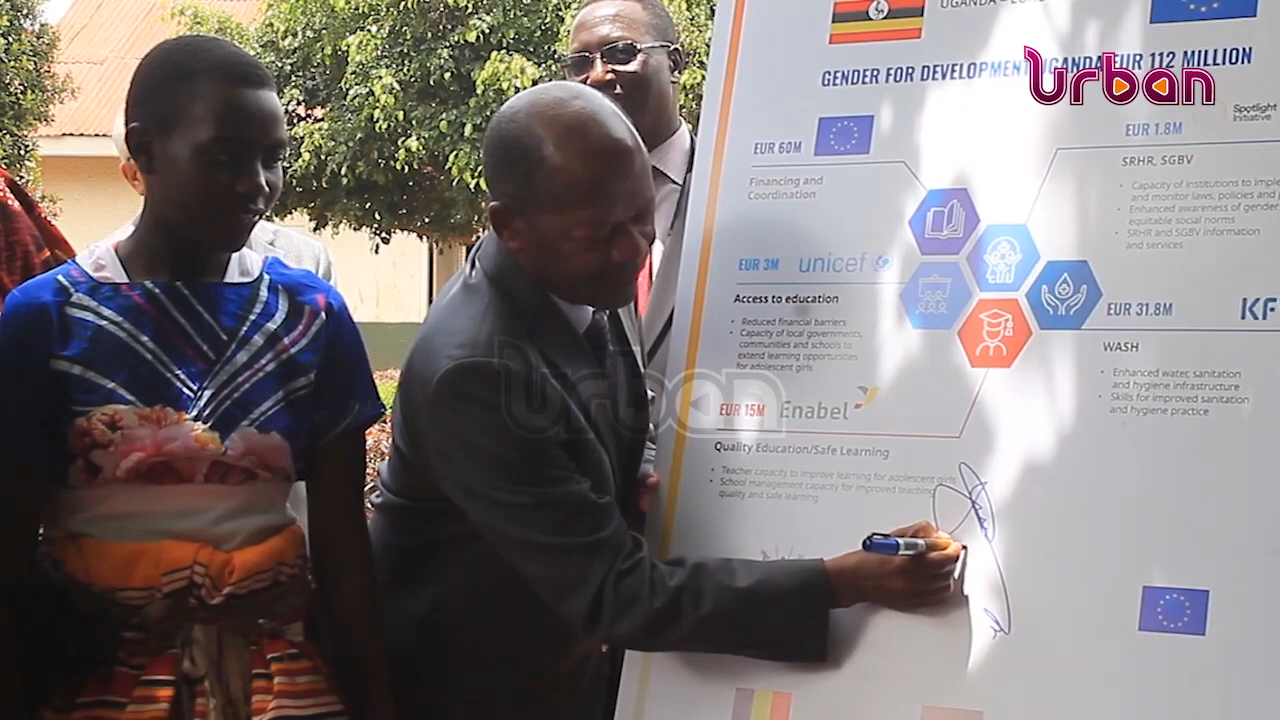 UGANDA – EURO
GENDER FOR DEVELOPMENT UGANDA EUR 112 MILLION
Urban
Spotlight
Initiative
EUR 60M
Financing and
Coordination
EUR 1.8M
SRHR, SGBV
• Capacity of institutions to imple
and monitor laws, policies and
• Enhanced awareness of gender
equitable social norms
• SRHR and SGBV information
and services
EUR 3M unicef
Access to education
• Reduced financial barriers
• Capacity of local governments,
communities and schools to
extend learning opportunities
for adolescent girls
EUR 31.8M KF
WASH
• Enhanced water, sanitation
and hygiene infrastructure
• Skills for improved sanitation
and hygiene practice
Urban
EUR 15M Enabel
Quality Education/Safe Learning
• Teacher capacity to improve learning for adolescent girls
• School management capacity for improved teaching
quality and safe learning